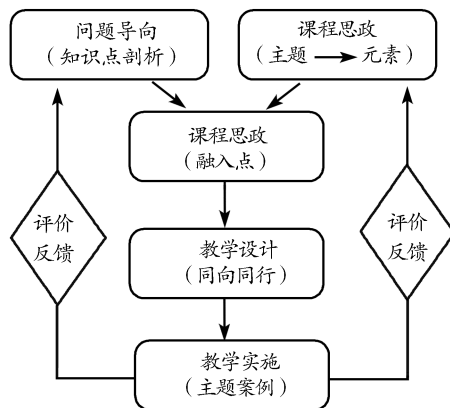 问题导向
（知识点剖析）
课程思政
（主题 → 元素）
课程思政
（融入点）
评价
反馈
评价
反馈
教学设计
（同向同行）
教学实施
（主题案例）